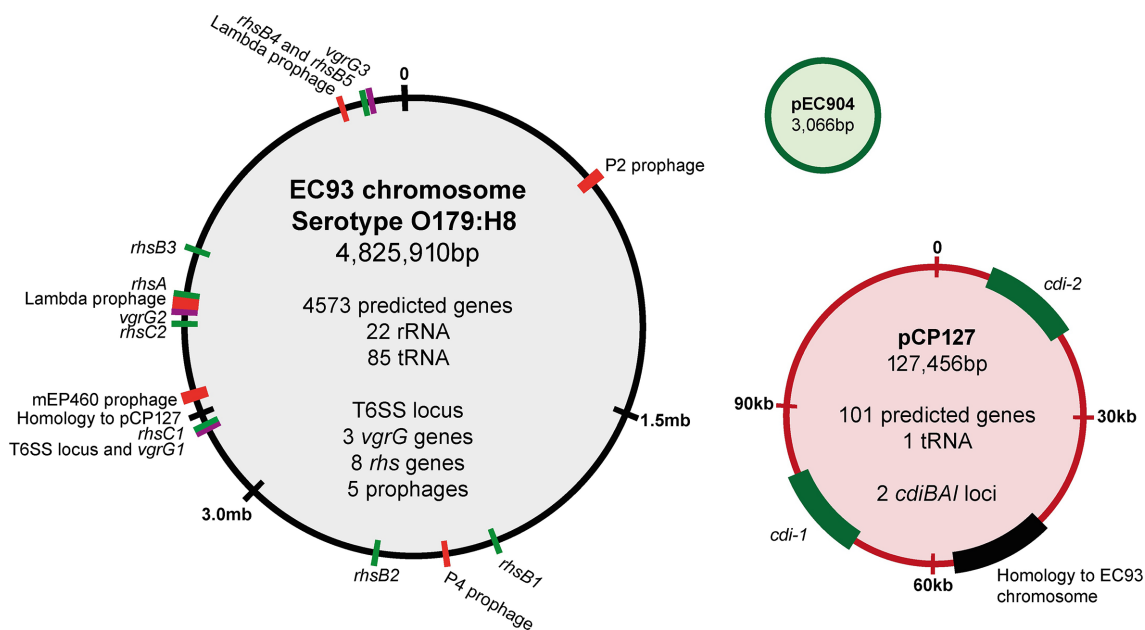 rhsB4 and rhsB5
Lambda prophage
vgrG3
0
P2 prophage
EC93 chromosome
Serotype O179:H8
4,825,910bp
4573 predicted genes
22 rRNA
85 tRNA
T6SS locus
3 vgrG genes
8 rhs genes
5 prophages
rhsB3
rhsA
Lambda prophage
vgrG2
rhsC2
mEP460 prophage
Homology to pCP127
rhsC1
T6SS locus and vgrG1
3.0mb
1.5mb
rhsB2
P4 prophage
rhsB1
pEC904
3,066bp
0
cdi-2
pCP127
127,456bp
90kb
101 predicted genes
1 tRNA
30kb
2 cdiBAI loci
cdi-1
60kb
Homology to EC93
chromosome